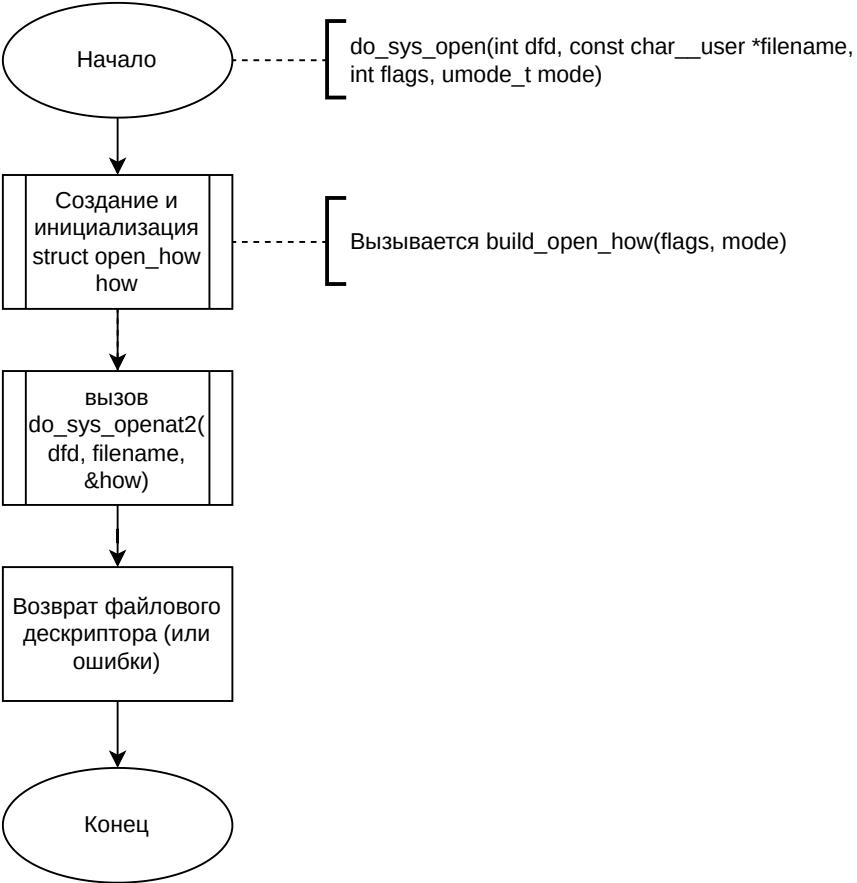 Начало
do_sys_open(int dfd, const char__user *filename,
int flags, umode_t mode)
Создание и
инициализация
struct open_how
how
Вызывается build_open_how(flags, mode)
вызов
do_sys_openat2(
dfd, filename,
&how)
Возврат файлового
дескриптора (или
ошибки)
Конец